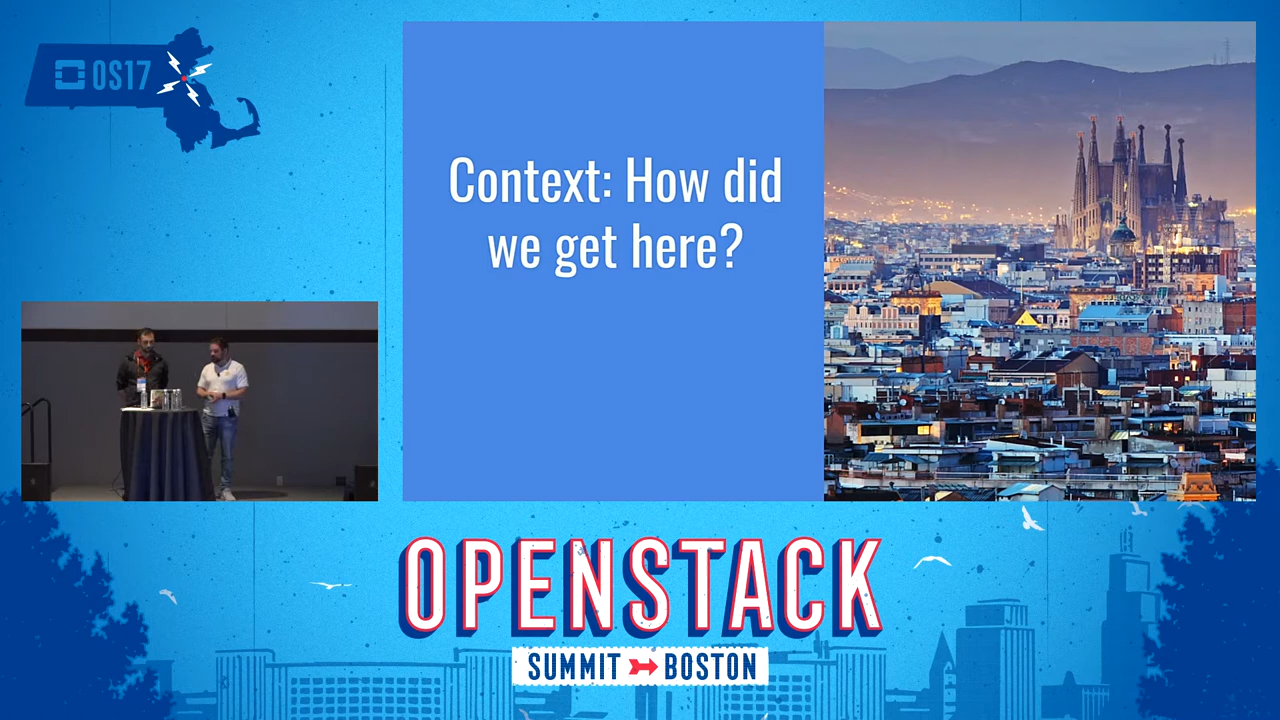 OS17
Context: How did
we get here?
OPENSTACK
SUMMIT BOSTON